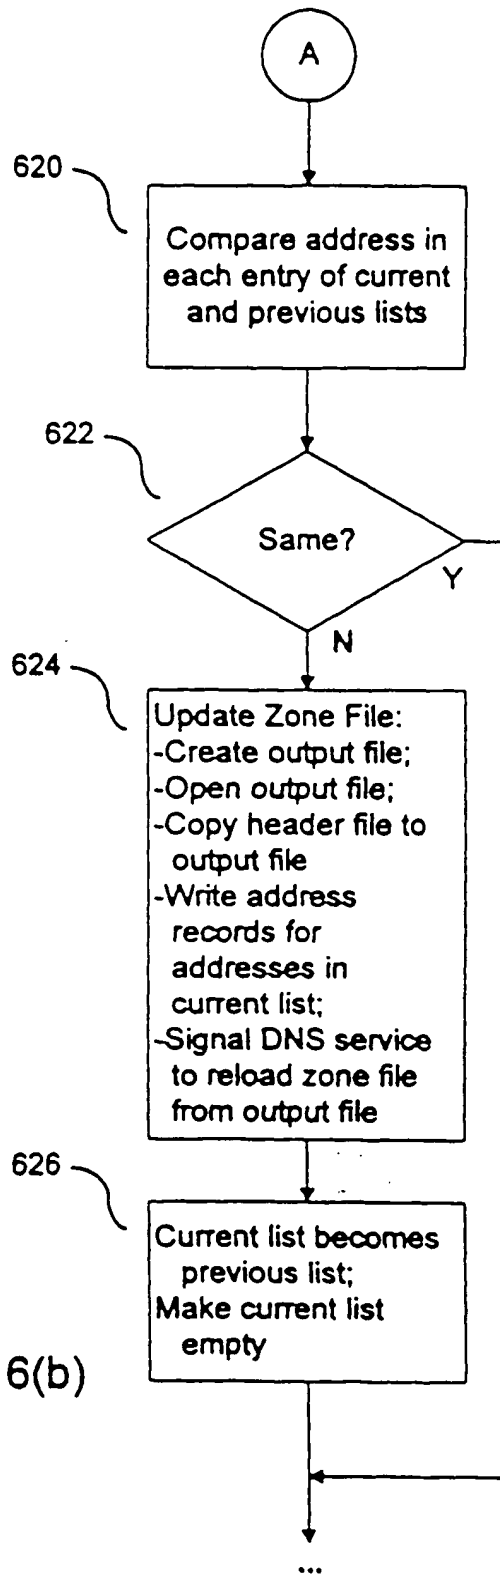 A
620
Compare address in
each entry of current
and previous lists
622
Same?
Y
N
624
Update Zone File:
-Create output file;
-Open output file;
-Copy header file to
output file
-Write address
records for
addresses in
current list;
-Signal DNS service
to reload zone file
from output file
626
Current list becomes
previous list;
Make current list
empty
6(b)
...